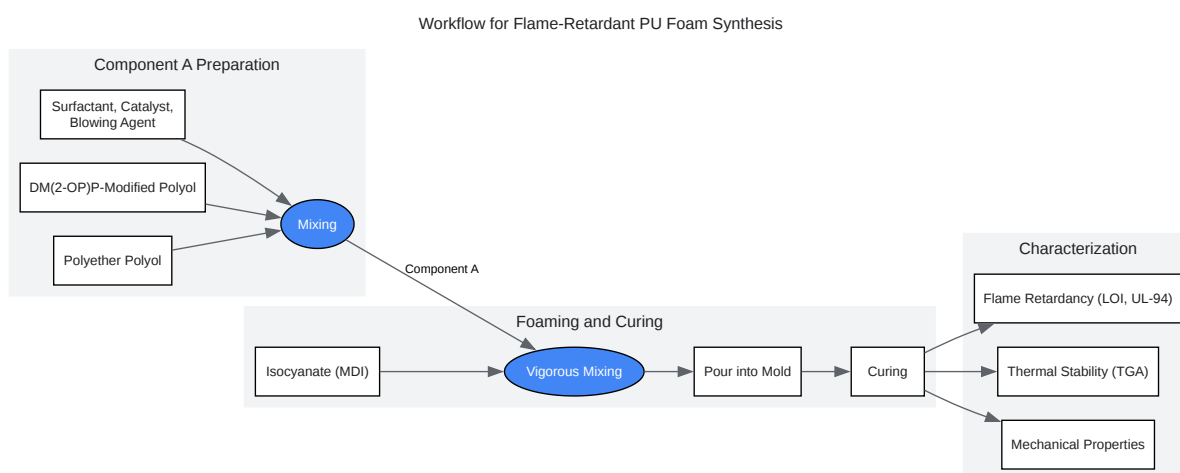 Workflow for Flame-Retardant PU Foam Synthesis
Component A Preparation
Surfactant, Catalyst,
Blowing Agent
DM(2-OP)P-Modified Polyol
Polyether Polyol
Mixing
Component A
Foaming and Curing
Isocyanate (MDI)
Vigorous Mixing
Pour into Mold
Curing
Characterization
Flame Retardancy (LOI, UL-94)
Thermal Stability (TGA)
Mechanical Properties